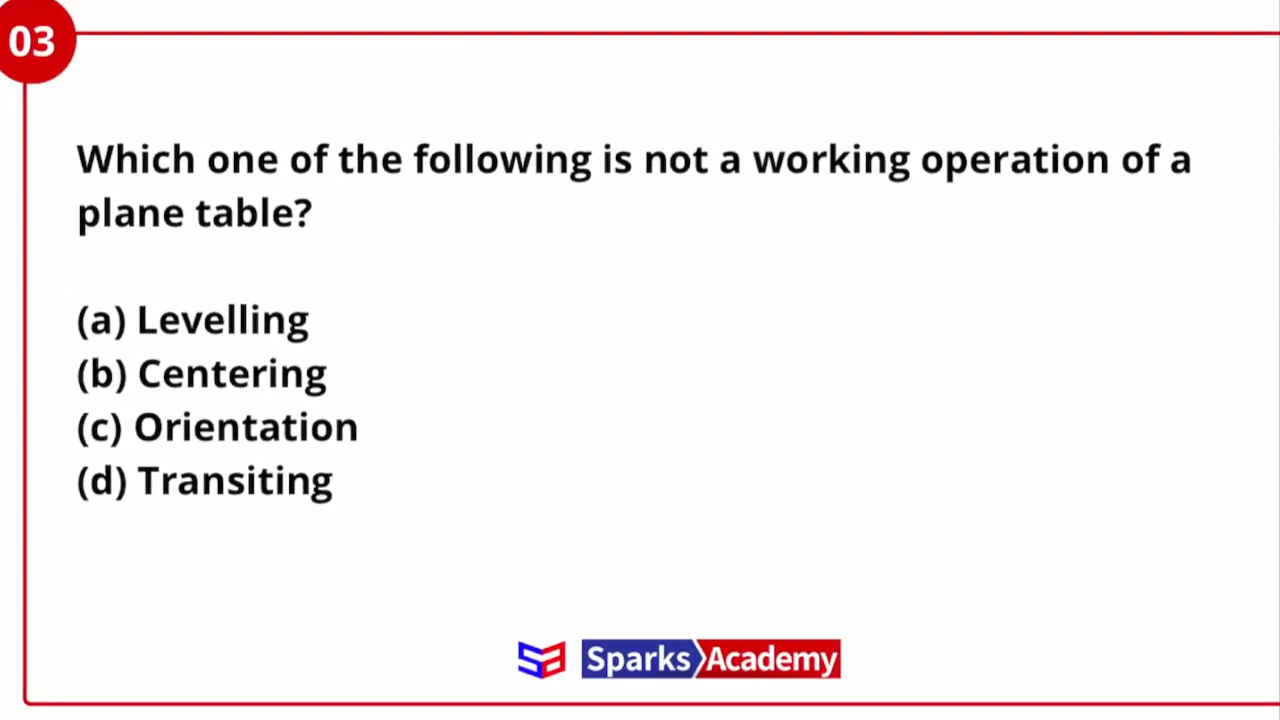 03
Which one of the following is not a working operation of a
plane table?
(a) Levelling
(b) Centering
(c) Orientation
(d) Transiting
Sparks Academy